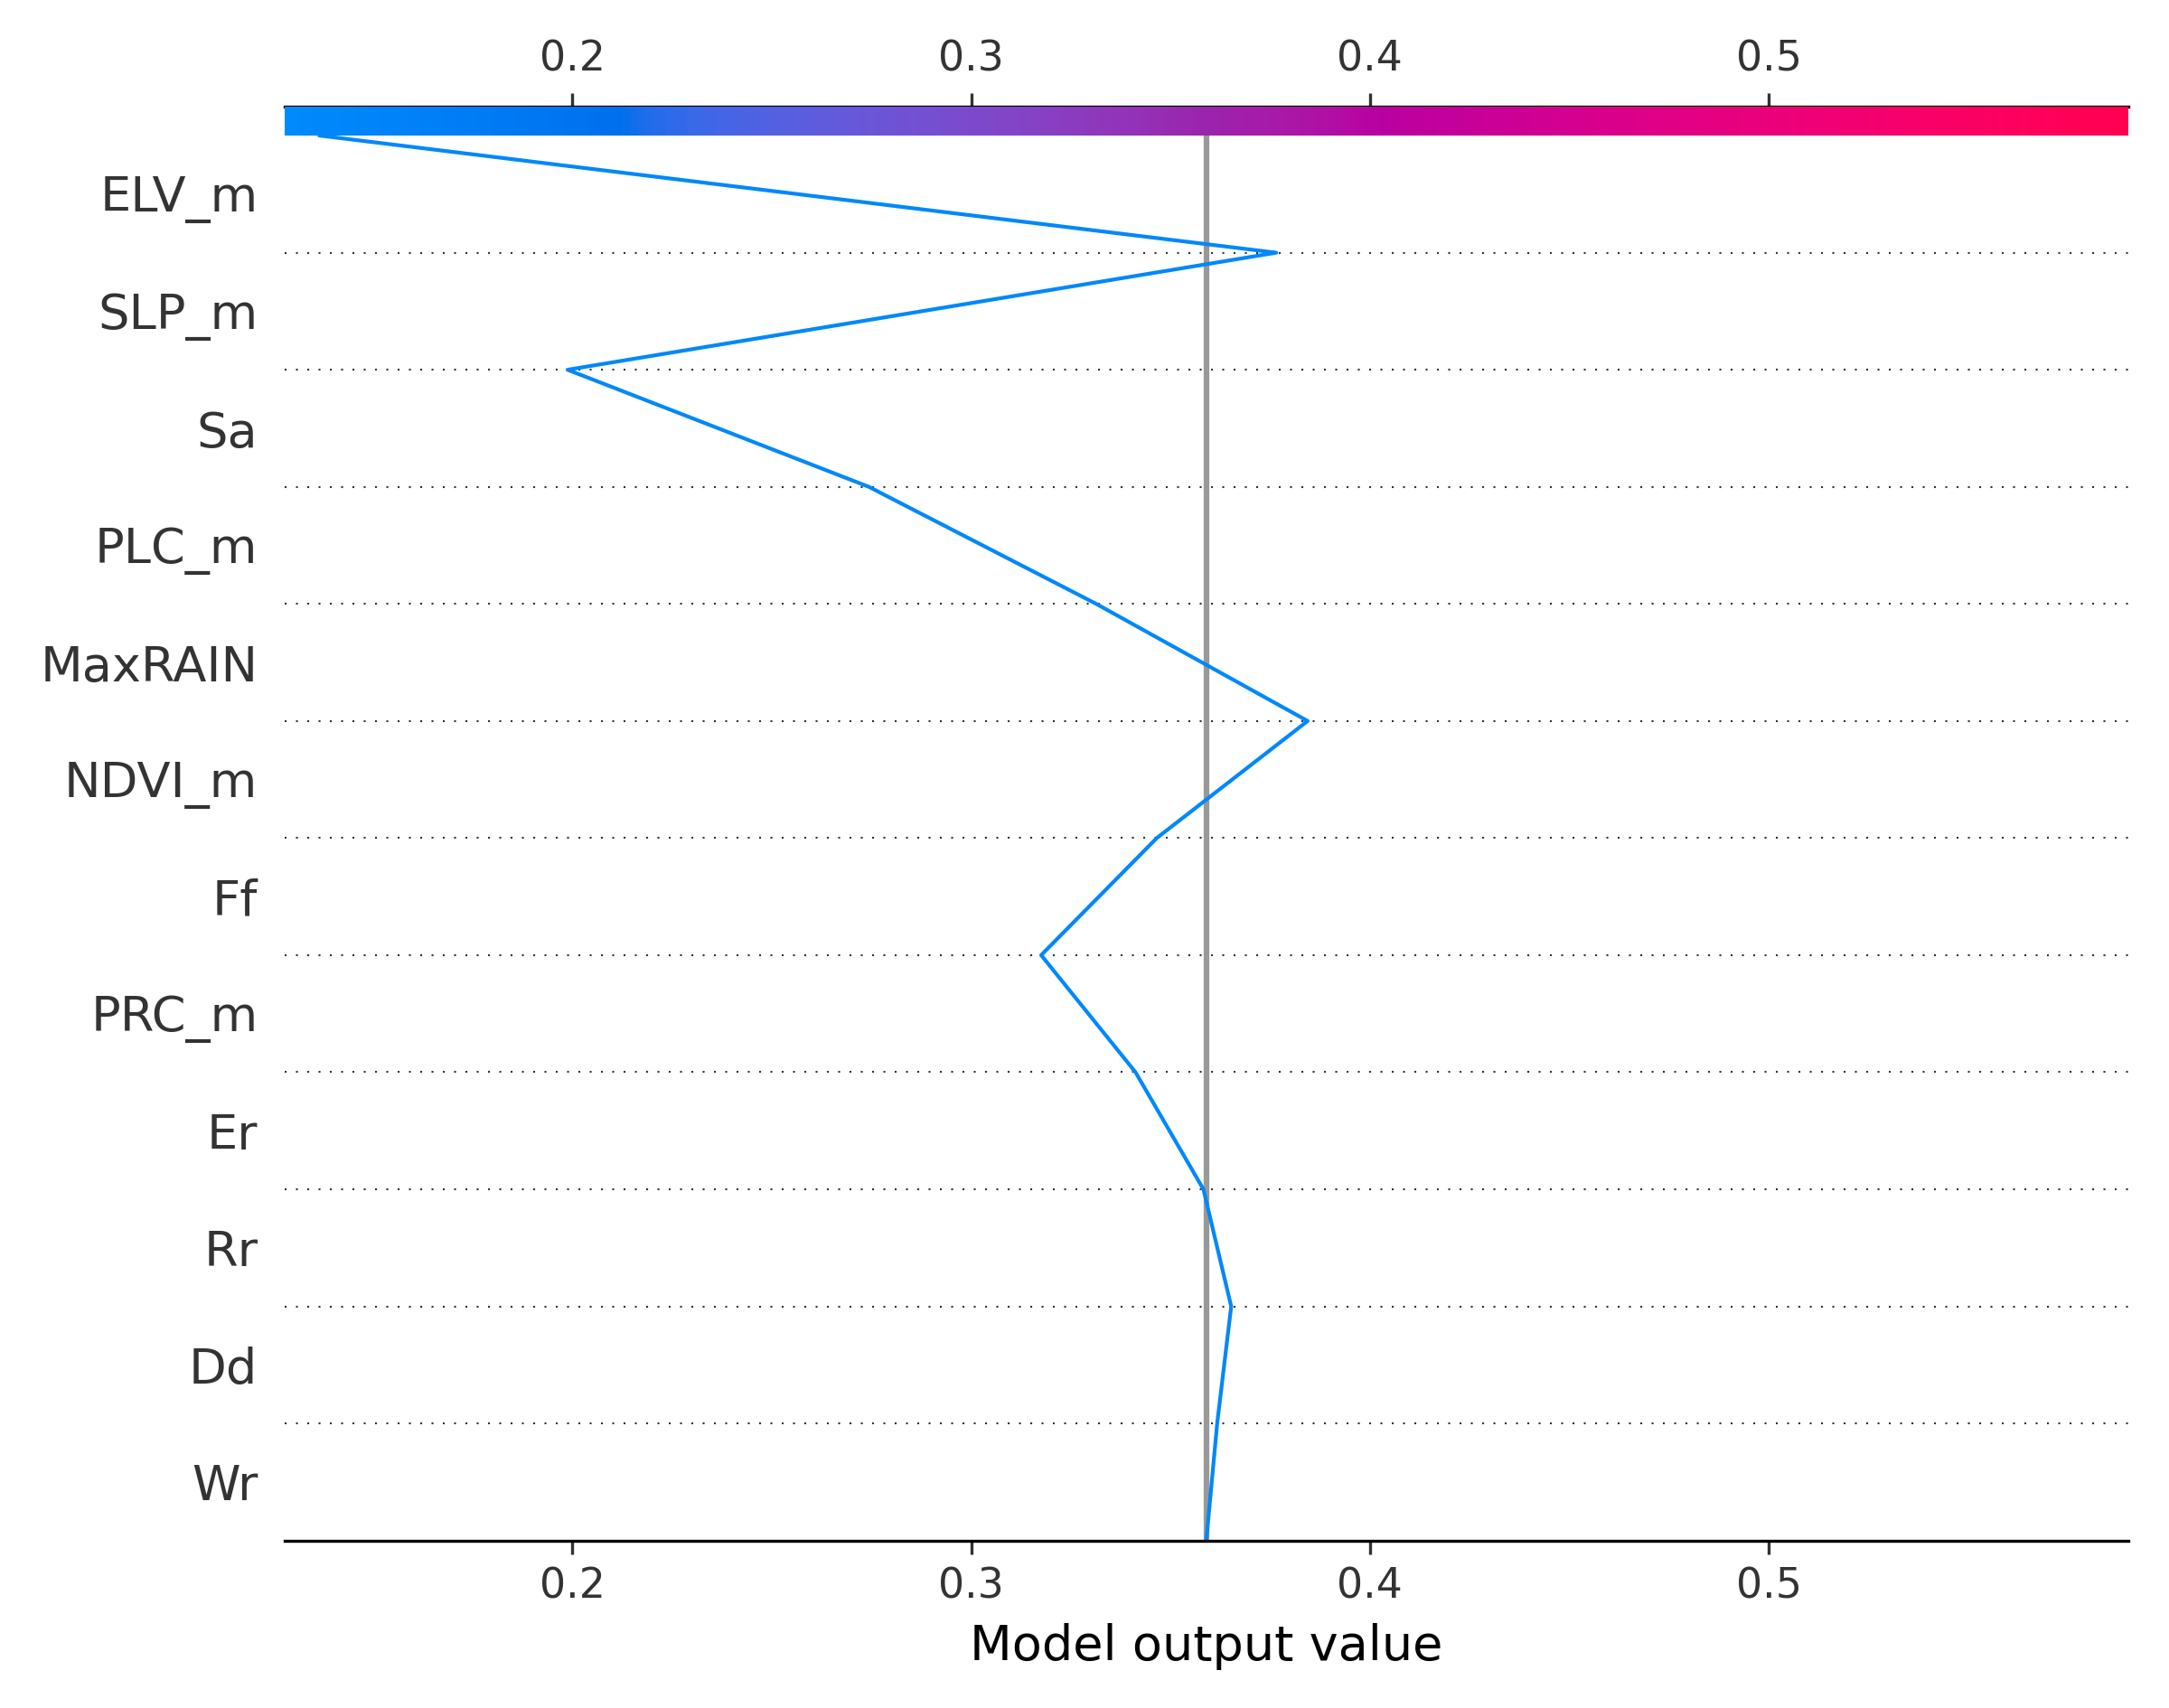 0.2 0.3 0.4 0.5
ELV_m
SLP_m
Sa
PLC_m
MaxRAIN
NDVI_m
Ff
PRC_m
Er
Rr
Dd
Wr
0.2 0.3 0.4 0.5
Model output value